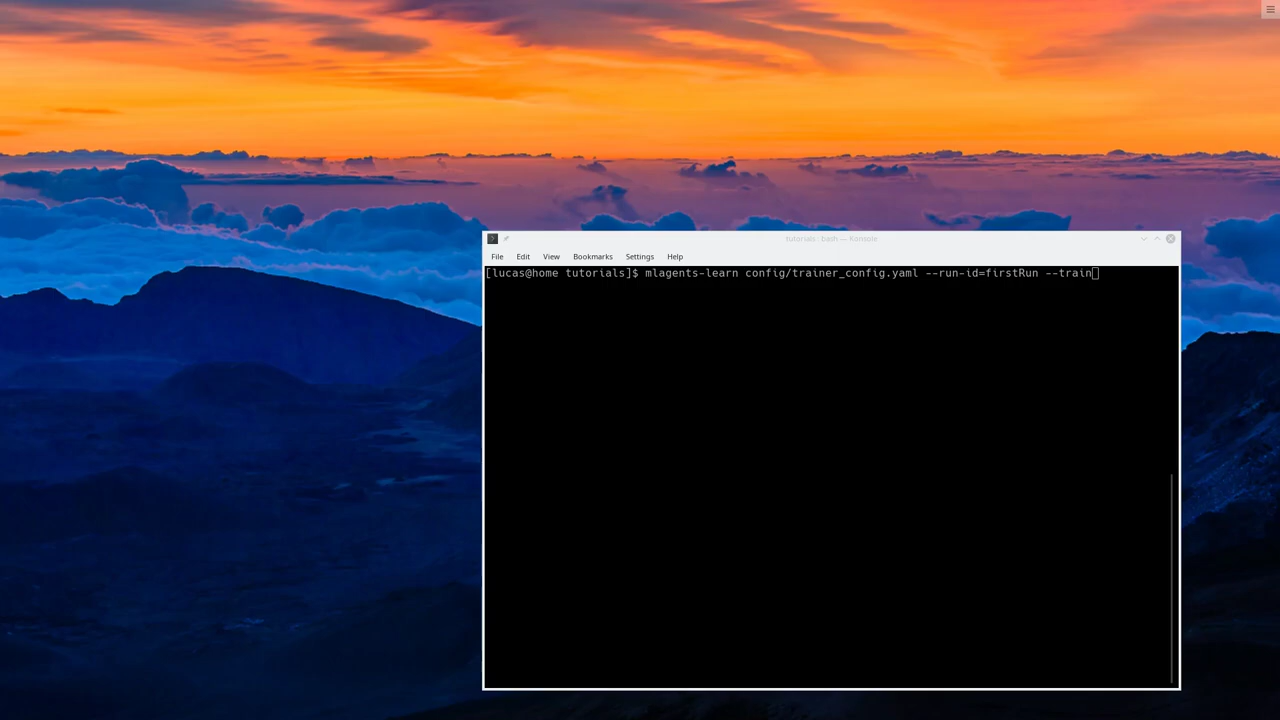 tutorials : bash — Konsole
File Edit View Bookmarks Settings Help
[lucas@home tutorials]$ mlagents-learn config/trainer_config.yaml --run-id=firstRun --train